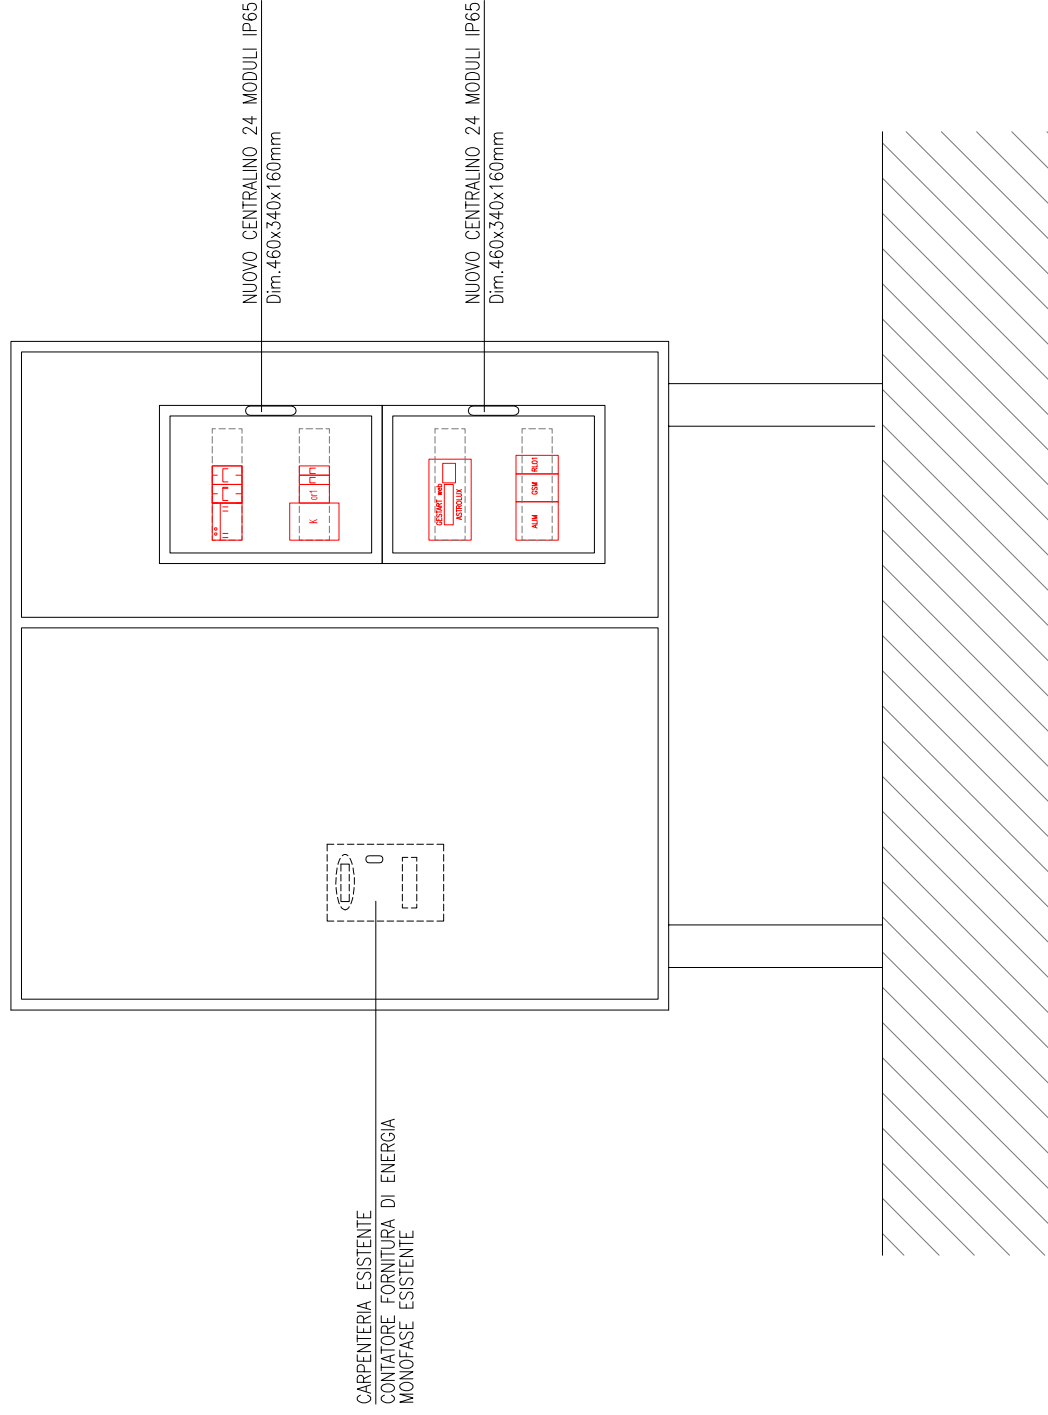 NUOVO CENTRALINO 24 MODULI IP65
Dim.460x340x160mm
NUOVO CENTRALINO 24 MODULI IP65
Dim.460x340x160mm
K
or1
GESTART web
ASTROLUX
ALIM
GSM
RL01
CARPENTERIA ESISTENTE
CONTATORE FORNITURA DI ENERGIA
MONOFASE ESISTENTE